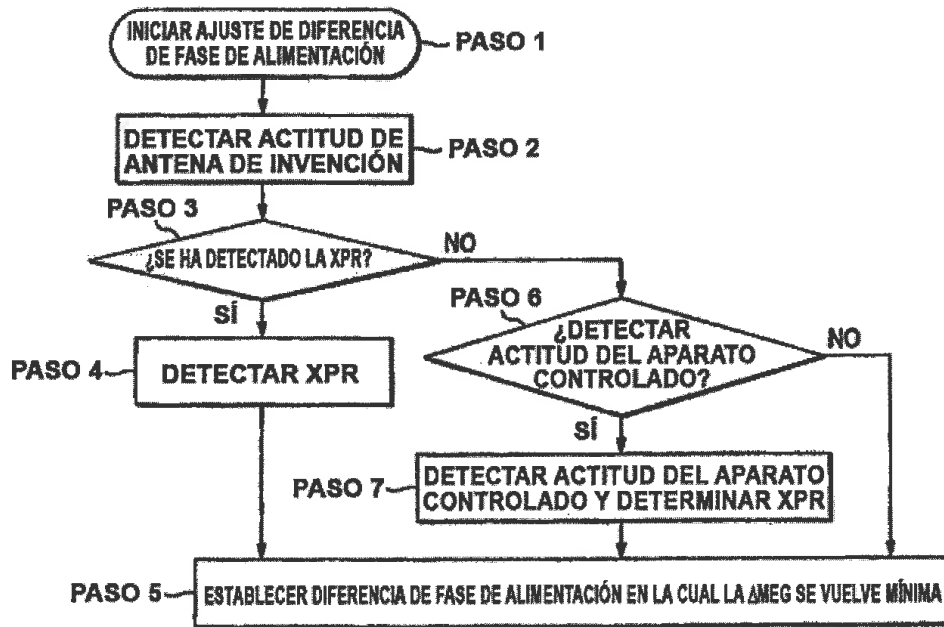 INICIAR AJUSTE DE DIFERENCIA
DE FASE DE ALIMENTACIÓN
PASO 1
DETECTAR ACTITUD DE
ANTENA DE INVENCIÓN
PASO 2
PASO 3
¿SE HA DETECTADO LA XPR?
NO
SÍ
PASO 4
DETECTAR XPR
PASO 6
¿DETECTAR
ACTITUD DEL APARATO
CONTROLADO?
NO
SÍ
PASO 7
DETECTAR ACTITUD DEL APARATO
CONTROLADO Y DETERMINAR XPR
PASO 5
ESTABLECER DIFERENCIA DE FASE DE ALIMENTACIÓN EN LA CUAL LA ΔMEG SE VUELVE MÍNIMA